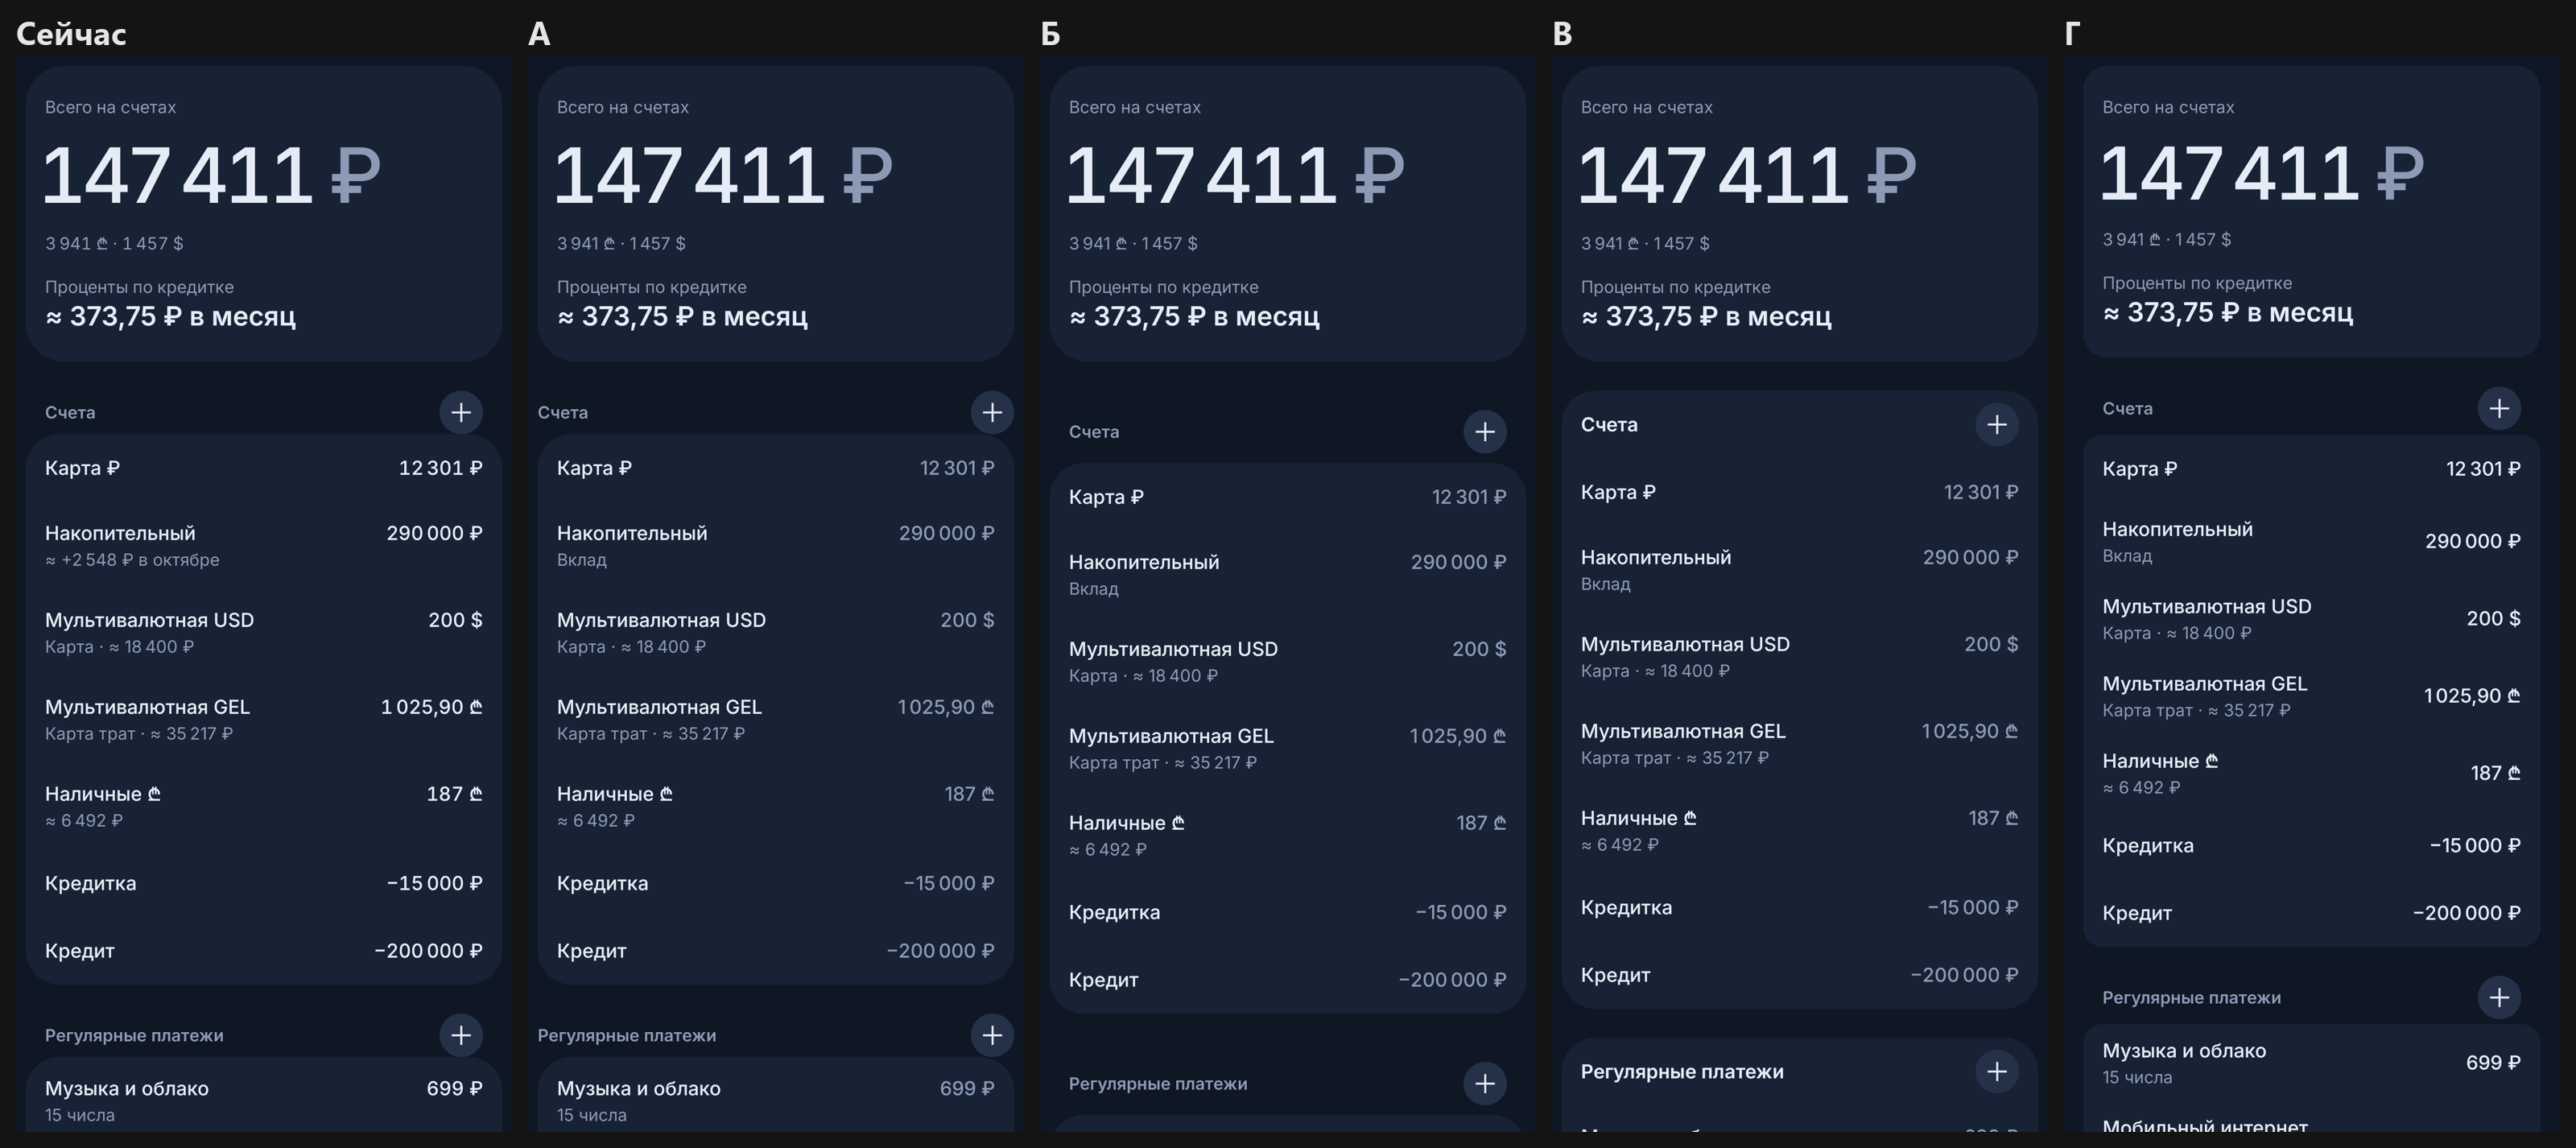 Сейчас
Всего на счетах
147 411 ₽
3 941 ₾ · 1 457 $
Проценты по кредитке
≈ 373,75 ₽ в месяц
Счета
Карта ₽ 12 301 ₽
Накопительный 290 000 ₽
≈ +2 548 ₽ в октябре
Мультивалютная USD 200 $
Карта · ≈ 18 400 ₽
Мультивалютная GEL 1 025,90 ₾
Карта трат · ≈ 35 217 ₽
Наличные ₾ 187 ₾
≈ 6 492 ₽
Кредитка −15 000 ₽
Кредит −200 000 ₽
Регулярные платежи
Музыка и облако 699 ₽
15 числа
А
Всего на счетах
147 411 ₽
3 941 ₾ · 1 457 $
Проценты по кредитке
≈ 373,75 ₽ в месяц
Счета
Карта ₽ 12 301 ₽
Накопительный 290 000 ₽
Вклад
Мультивалютная USD 200 $
Карта · ≈ 18 400 ₽
Мультивалютная GEL 1 025,90 ₾
Карта трат · ≈ 35 217 ₽
Наличные ₾ 187 ₾
≈ 6 492 ₽
Кредитка −15 000 ₽
Кредит −200 000 ₽
Регулярные платежи
Музыка и облако 699 ₽
15 числа
Б
Всего на счетах
147 411 ₽
3 941 ₾ · 1 457 $
Проценты по кредитке
≈ 373,75 ₽ в месяц
Счета
Карта ₽ 12 301 ₽
Накопительный 290 000 ₽
Вклад
Мультивалютная USD 200 $
Карта · ≈ 18 400 ₽
Мультивалютная GEL 1 025,90 ₾
Карта трат · ≈ 35 217 ₽
Наличные ₾ 187 ₾
≈ 6 492 ₽
Кредитка −15 000 ₽
Кредит −200 000 ₽
Регулярные платежи
В
Всего на счетах
147 411 ₽
3 941 ₾ · 1 457 $
Проценты по кредитке
≈ 373,75 ₽ в месяц
Счета
Карта ₽ 12 301 ₽
Накопительный 290 000 ₽
Вклад
Мультивалютная USD 200 $
Карта · ≈ 18 400 ₽
Мультивалютная GEL 1 025,90 ₾
Карта трат · ≈ 35 217 ₽
Наличные ₾ 187 ₾
≈ 6 492 ₽
Кредитка −15 000 ₽
Кредит −200 000 ₽
Регулярные платежи
Г
Всего на счетах
147 411 ₽
3 941 ₾ · 1 457 $
Проценты по кредитке
≈ 373,75 ₽ в месяц
Счета
Карта ₽ 12 301 ₽
Накопительный 290 000 ₽
Вклад
Мультивалютная USD 200 $
Карта · ≈ 18 400 ₽
Мультивалютная GEL 1 025,90 ₾
Карта трат · ≈ 35 217 ₽
Наличные ₾ 187 ₾
≈ 6 492 ₽
Кредитка −15 000 ₽
Кредит −200 000 ₽
Регулярные платежи
Музыка и облако 699 ₽
15 числа
Мобильный интернет